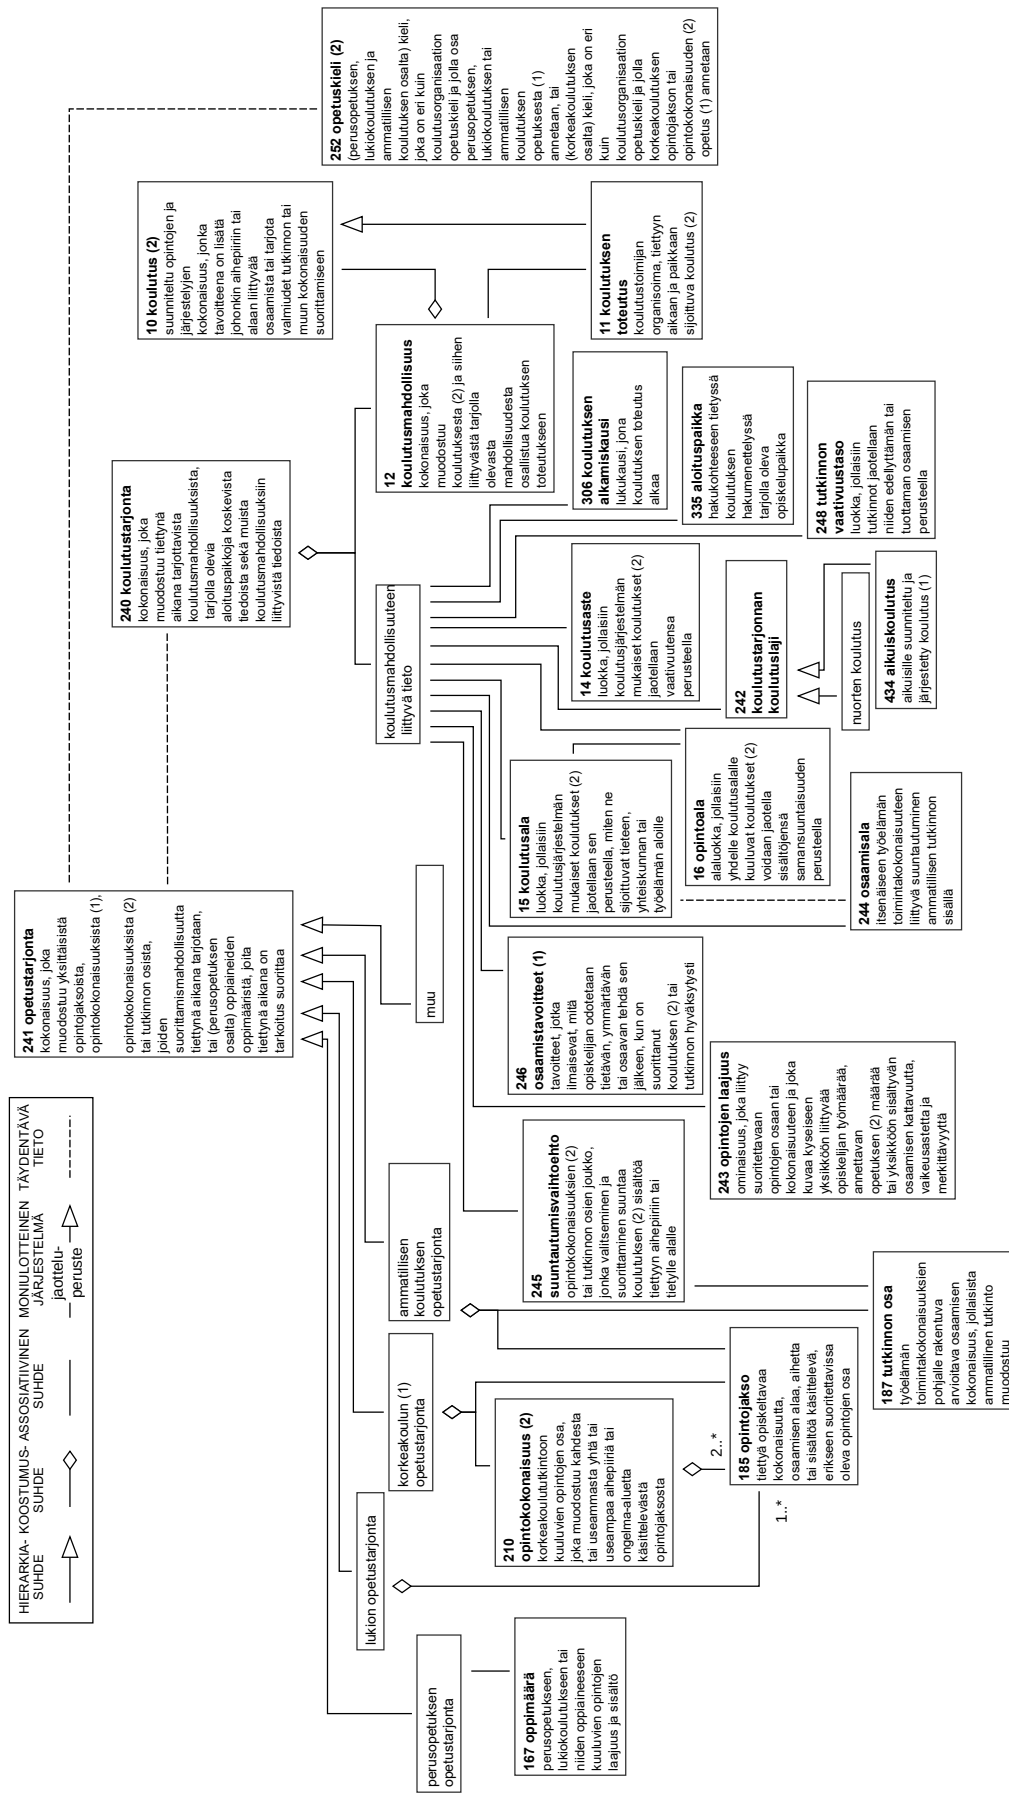 HIERARKIA-
SUHDE
KOOSTUMUS-
SUHDE
ASSOSIATIIVINEN
SUHDE
MONIULOTTEINEN
JÄRJESTELMÄ
jaottelu-
peruste
TÄYDENTÄVÄ
TIETO
241 opetustarjonta
kokonaisuus, joka
muodostuu yksittäisistä
opintojaksoista,
opintokokonaisuuksista (1),
opintokokonaisuuksista (2)
tai tutkinnon osista,
joiden
suorittamismahdollisuutta
tiettynä aikana tarjotaan,
tai (perusopetuksen
osalta) oppiaineiden
oppimääristä, joita
tiettynä aikana on
tarkoitus suorittaa
240 koulutustarjonta
kokonaisuus, joka
muodostuu tiettynä
aikana tarjottavista
koulutusmahdollisuuksista,
tarjolla olevia
aloituspaikkoja koskevista
tiedoista sekä muista
koulutusmahdollisuuksiin
liittyvistä tiedoista
10 koulutus (2)
suunniteltu opintojen ja
järjestelyjen
kokonaisuus, jonka
tavoitteena on lisätä
johonkin aihepiiriin tai
alaan liittyvää
osaamista tai tarjota
valmiudet tutkinnon tai
muun kokonaisuuden
suorittamiseen
252 opetuskieli (2)
(perusopetuksen,
lukiokoulutuksen ja
ammatillisen
koulutuksen osalta) kieli,
joka on eri kuin
koulutusorganisaation
opetuskieli ja jolla osa
perusopetuksen,
lukiokoulutuksen tai
ammatillisen
koulutuksen
opetuksesta (1)
annetaan, tai
(korkeakoulutuksen
osalta) kieli, joka on eri
kuin
koulutusorganisaation
opetuskieli ja jolla
korkeakoulutuksen
opintojakson tai
opintokokonaisuuden (2)
opetus (1) annetaan
perusopetuksen
opetustarjonta
lukion opetustarjonta
korkeakoulun (1)
opetustarjonta
ammatillisen
koulutuksen
opetustarjonta
muu
koulutusmahdollisuuteen
liittyvä tieto
12
koulutusmahdollisuus
kokonaisuus, joka
muodostuu
koulutuksesta (2) ja siihen
liittyvästä tarjolla
olevasta
mahdollisuudesta
osallistua koulutuksen
toteutukseen
11 koulutuksen
toteutus
koulutustoimijan
organisoima, tiettyyn
aikaan ja paikkaan
sijoittuva koulutus (2)
167 oppimäärä
perusopetukseen,
lukiokoulutukseen tai
niiden oppiaineeseen
kuuluvien opintojen
laajuus ja sisältö
210
opintokokonaisuus (2)
korkeakoulututkintoon
kuuluvien opintojen osa,
joka muodostuu kahdesta
tai useammasta yhtä tai
useampaa aihepiiriä tai
ongelma-aluetta
käsittelevästä
opintojaksosta
2..*
1..*
185 opintojakso
tiettyä opiskeltavaa
kokonaisuutta,
osaamisen alaa, aihetta
tai sisältöä käsittelevä,
erikseen suoritettavissa
oleva opintojen osa
187 tutkinnon osa
työelämän
toimintakokonaisuuksien
pohjalle rakentuva
arvioitava osaamisen
kokonaisuus, jollaisista
ammatillinen tutkinto
muodostuu
245
suuntautumisvaihtoehto
opintokokonaisuuksien (2)
tai tutkinnon osien joukko,
jonka valitseminen ja
suorittaminen suuntaa
koulutuksen (2) sisältöä
tiettyyn aihepiiriin tai
tietylle alalle
243 opintojen laajuus
ominaisuus, joka liittyy
suoritettavaan
opintojen osaan tai
kokonaisuuteen ja joka
kuvaa kyseiseen
yksikköön liittyvää
opiskelijan työmäärää,
annettavan
opetuksen (2) määrää
tai yksikköön sisältyvän
osaamisen kattavuutta,
vaikeusastetta ja
merkittävyyttä
246
osaamistavoitteet (1)
tavoitteet, jotka
ilmaisevat, mitä
opiskelijan odotetaan
tietävän, ymmärtävän
tai osaavan tehdä sen
jälkeen, kun on
suorittanut
koulutuksen (2) tai
tutkinnon hyväksytysti
15 koulutusala
luokka, jollaisiin
koulutusjärjestelmän
mukaiset koulutukset (2)
jaotellaan sen
perusteella, miten ne
sijoittuvat tieteen,
yhteiskunnan tai
työelämän aloille
16 opintoala
alaluokka, jollaisiin
yhdelle koulutusalalle
kuuluvat koulutukset (2)
voidaan jaotella
sisältöjensä
samansuuntaisuuden
perusteella
244 osaamisala
itsenäiseen työelämän
toimintakokonaisuuteen
liittyvä suuntautuminen
ammatillisen tutkinnon
sisällä
14 koulutusaste
luokka, jollaisiin
koulutusjärjestelmän
mukaiset koulutukset (2)
jaotellaan
vaativuutensa
perusteella
242
koulutustarjonnan
koulutuslaji
nuorten koulutus
434 aikuiskoulutus
aikuisille suunniteltu ja
järjestetty koulutus (1)
306 koulutuksen
alkamiskausi
lukukausi, jona
koulutuksen toteutus
alkaa
335 aloituspaikka
hakukohteeseen tietyssä
koulutuksen
hakumenettelyssä
tarjolla oleva
opiskelupaikka
248 tutkinnon
vaativuustaso
luokka, jollaisiin
tutkinnot jaotellaan
niiden edellyttämän tai
tuottaman osaamisen
perusteella